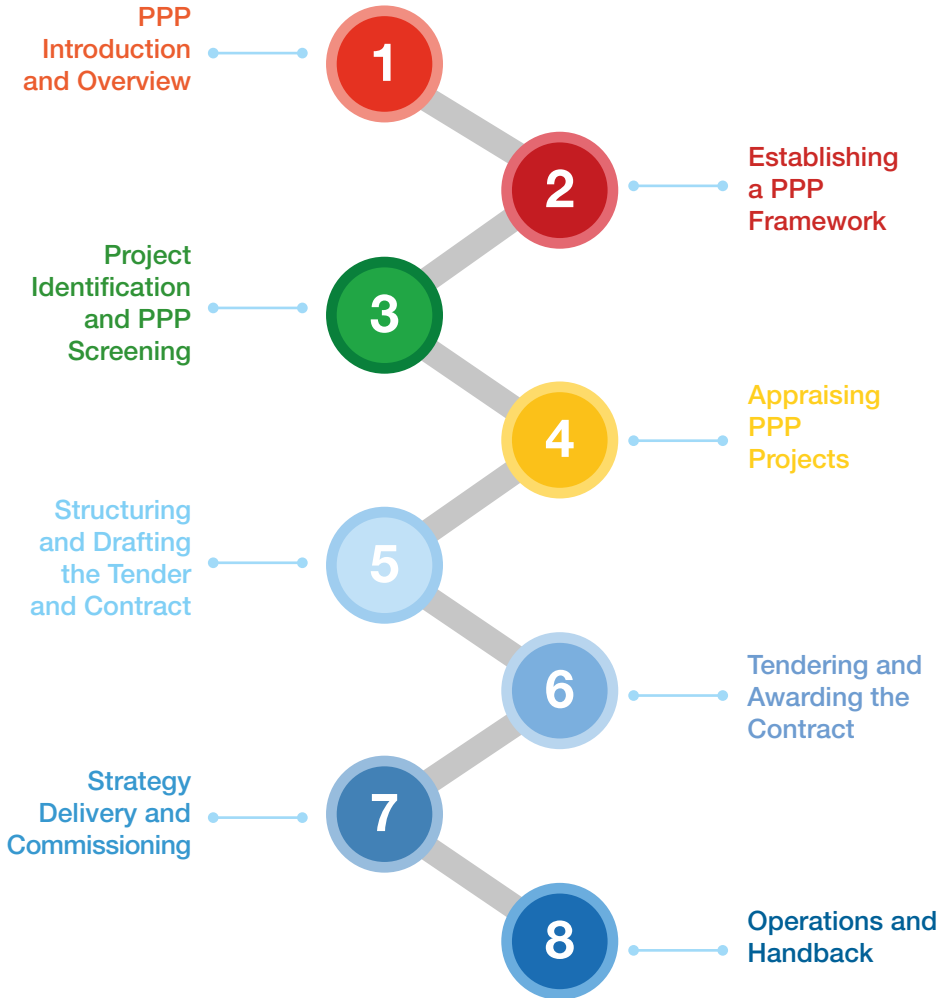 PPP
Introduction
and Overview
1
2
Establishing
a PPP
Framework
Project
Identification
and PPP
Screening
3
4
Appraising
PPP
Projects
Structuring
and Drafting
the Tender
and Contract
5
6
Tendering and
Awarding the
Contract
Strategy
Delivery and
Commissioning
7
8
Operations and
Handback